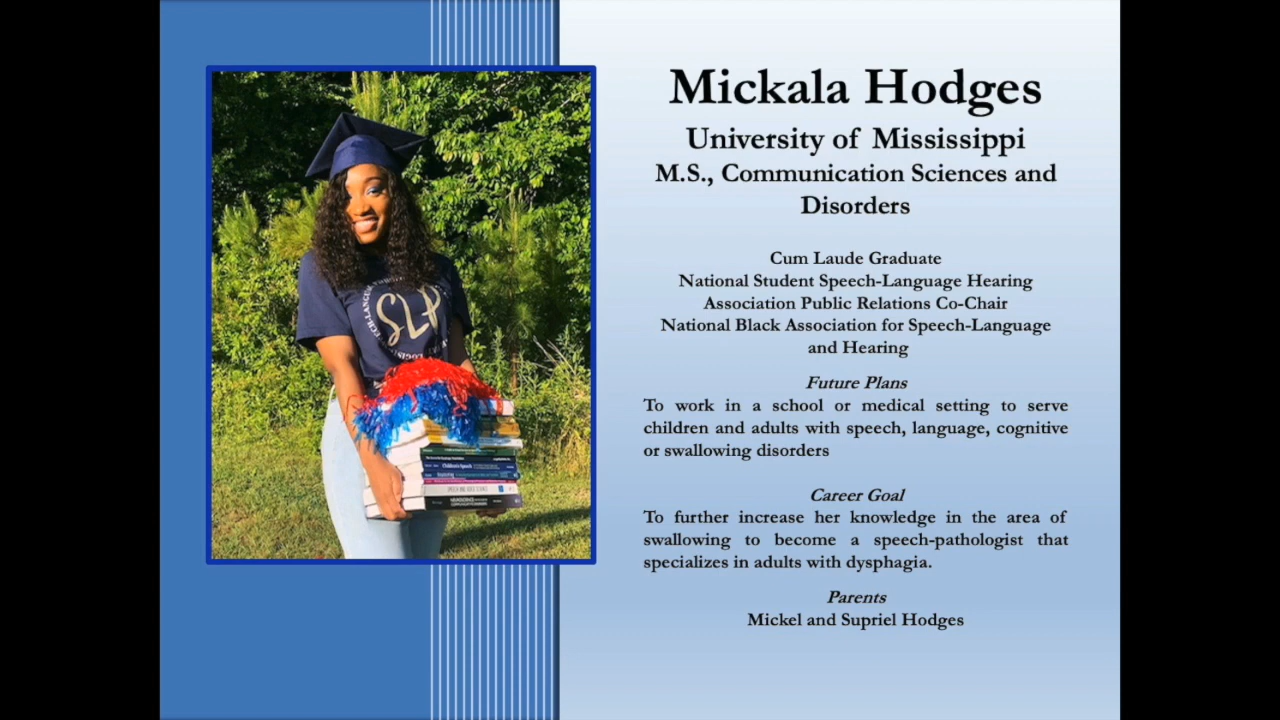 Mickala Hodges
University of Mississippi
M.S., Communication Sciences and
Disorders
Cum Laude Graduate
National Student Speech-Language Hearing
Association Public Relations Co-Chair
National Black Association for Speech-Language
and Hearing
Future Plans
To work in a school or medical setting to serve
children and adults with speech, language, cognitive
or swallowing disorders
Career Goal
To further increase her knowledge in the area of
swallowing to become a speech-pathologist that
specializes in adults with dysphagia.
Parents
Mickel and Supriel Hodges
SLP
Children's Speech